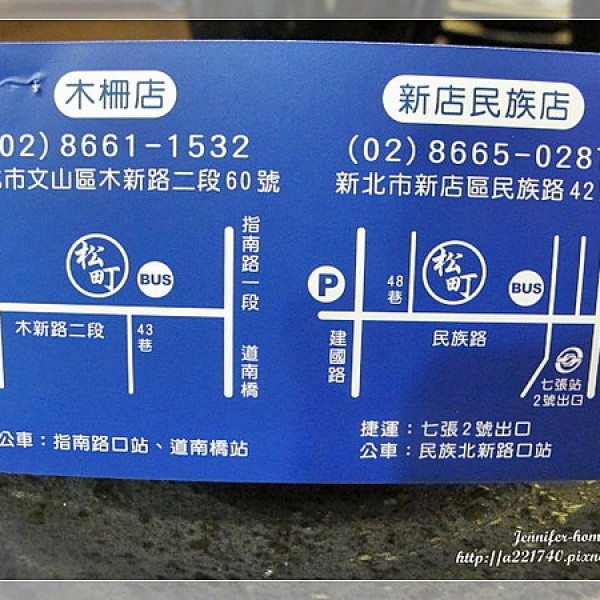 木柵店
02) 8661-1532
市文山區木新路二段60號
松町
BUS
指南路一段
木新路二段
43巷
道南橋
公車：指南路口站、道南橋站
新店民族店
(02) 8665-028
新北市新店區民族路42
P
48巷
松町
BUS
建國路
民族路
七張站
2號出口
捷運：七張2號出口
公車：民族北新路口站
Jennifer-hom
http://a221740.pixn